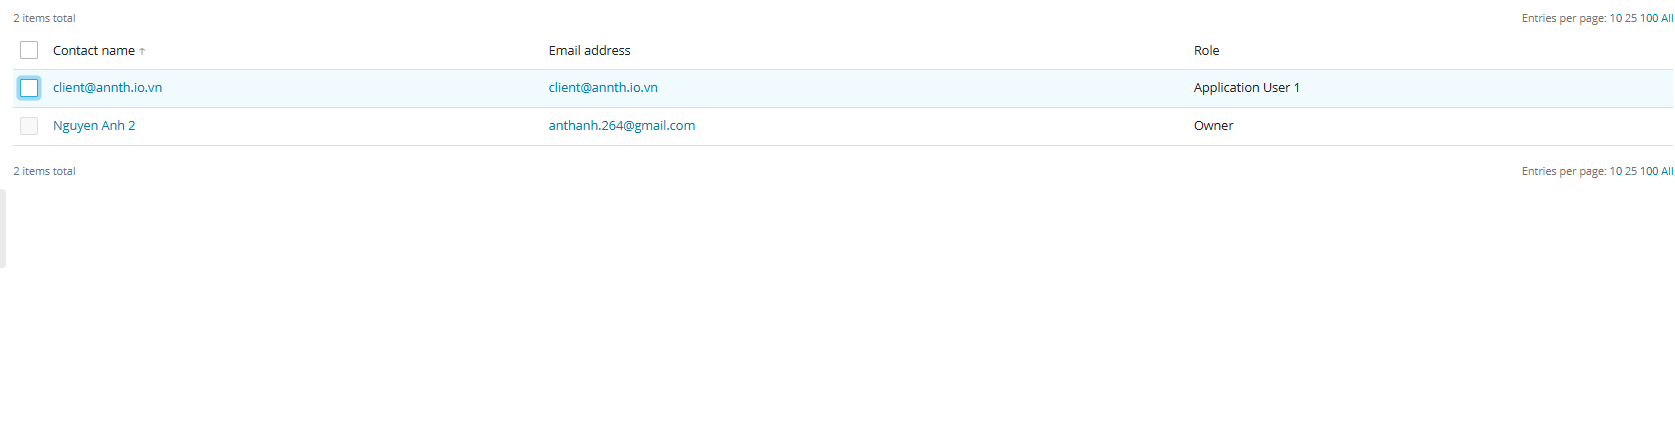 2 items total Entries per page: 10 25 100 All
Contact name ↑ Email address Role
client@annth.io.vn client@annth.io.vn Application User 1
Nguyen Anh 2 anthanh.264@gmail.com Owner
2 items total Entries per page: 10 25 100 All